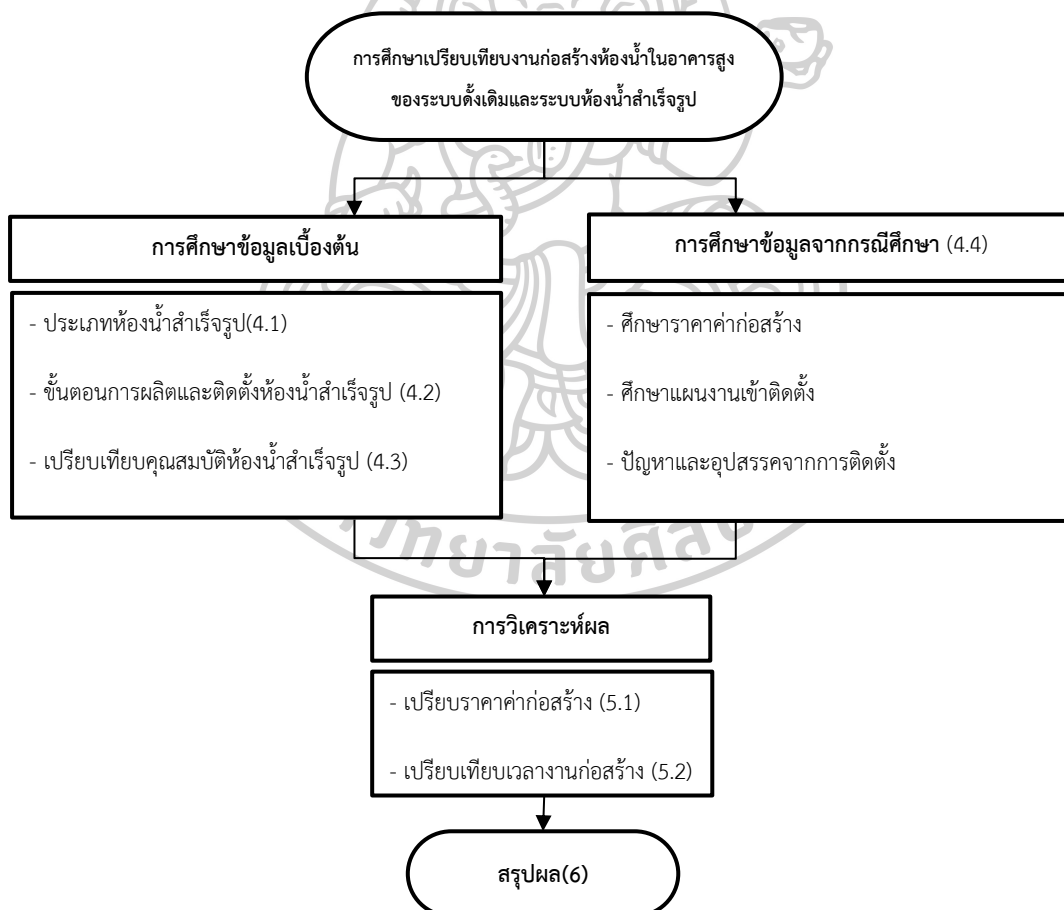 การศึกษาเปรียบเทียบงานก่อสร้างห้องน้ำในอาคารสูง
ของระบบดั้งเดิมและระบบห้องน้ำสำเร็จรูป
การศึกษาข้อมูลเบื้องต้น
- ประเภทห้องน้ำสำเร็จรูป(4.1)
- ขั้นตอนการผลิตและติดตั้งห้องน้ำสำเร็จรูป (4.2)
- เปรียบเทียบคุณสมบัติห้องน้ำสำเร็จรูป (4.3)
การศึกษาข้อมูลจากกรณีศึกษา (4.4)
- ศึกษาราคาค่าก่อสร้าง
- ศึกษาแผนงานเข้าติดตั้ง
- ปัญหาและอุปสรรคจากการติดตั้ง
การวิเคราะห์ผล
- เปรียบราคาค่าก่อสร้าง (5.1)
- เปรียบเทียบเวลางานก่อสร้าง (5.2)
สรุปผล(6)